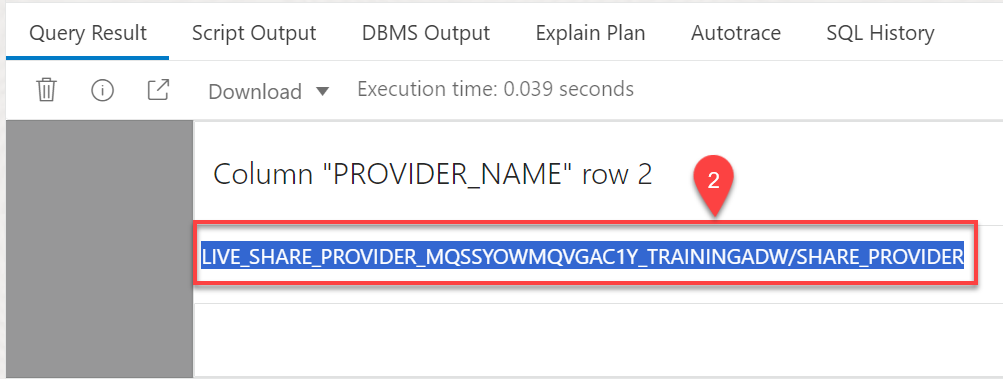 Query Result Script Output DBMS Output Explain Plan Autotrace SQL History
Download Execution time: 0.039 seconds
Column "PROVIDER_NAME" row 2
2
LIVE_SHARE_PROVIDER_MQSSYOWMQVGAC1Y_TRAININGADW/SHARE_PROVIDER